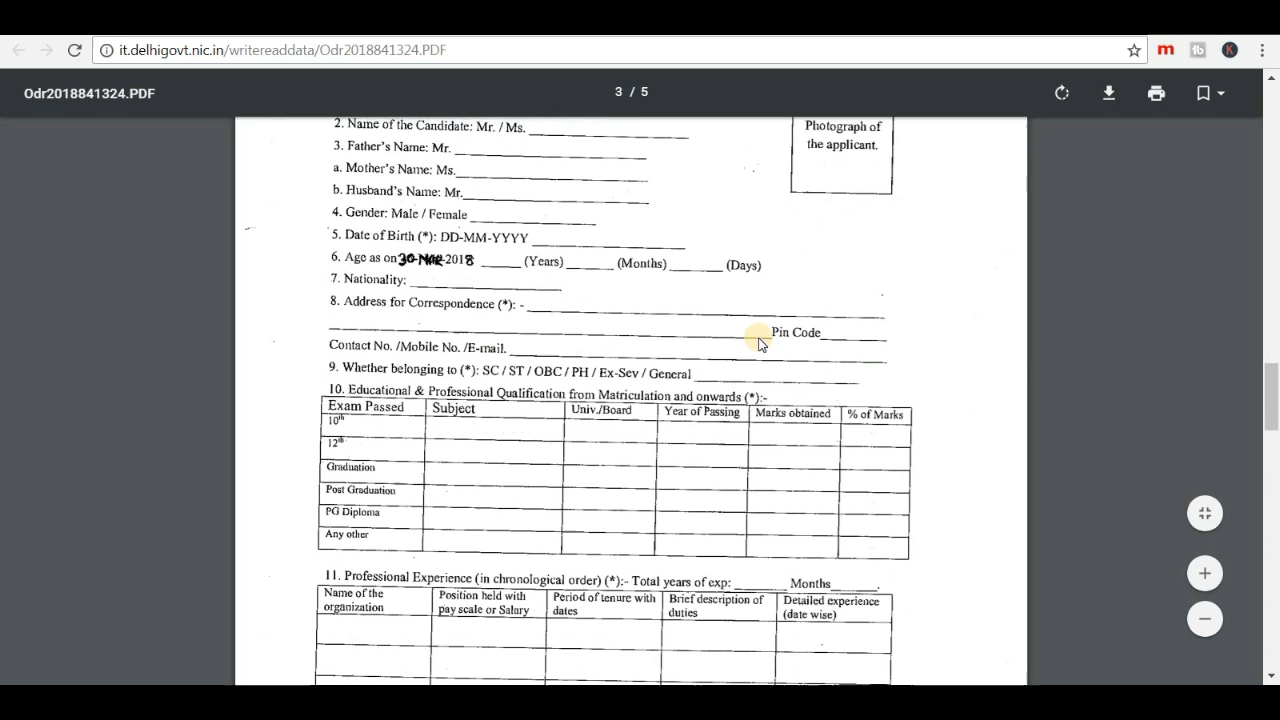 it.delhigovt.nic.in/writereaddata/Odr2018841324.PDF
m
tb
K
Odr2018841324.PDF
3 / 5
2. Name of the Candidate: Mr. / Ms.
Photograph of
the applicant.
3. Father's Name: Mr.
a. Mother's Name: Ms.
b. Husband's Name: Mr.
4. Gender: Male / Female
5. Date of Birth (*): DD-MM-YYYY
6. Age as on 30-MAR-2018 (Years) (Months) (Days)
7. Nationality:
8. Address for Correspondence (*): -
Pin Code
Contact No. /Mobile No. /E-mail.
9. Whether belonging to (*): SC / ST / OBC / PH / Ex-Sev / General
10. Educational & Professional Qualification from Matriculation and onwards (*):-
Exam Passed Subject Univ./Board Year of Passing Marks obtained % of Marks
10th
12th
Graduation
Post Graduation
PG Diploma
Any other
11. Professional Experience (in chronological order) (*):- Total years of exp: Months .
Name of the organization Position held with pay scale or Salary Period of tenure with dates Brief description of duties Detailed experience (date wise)